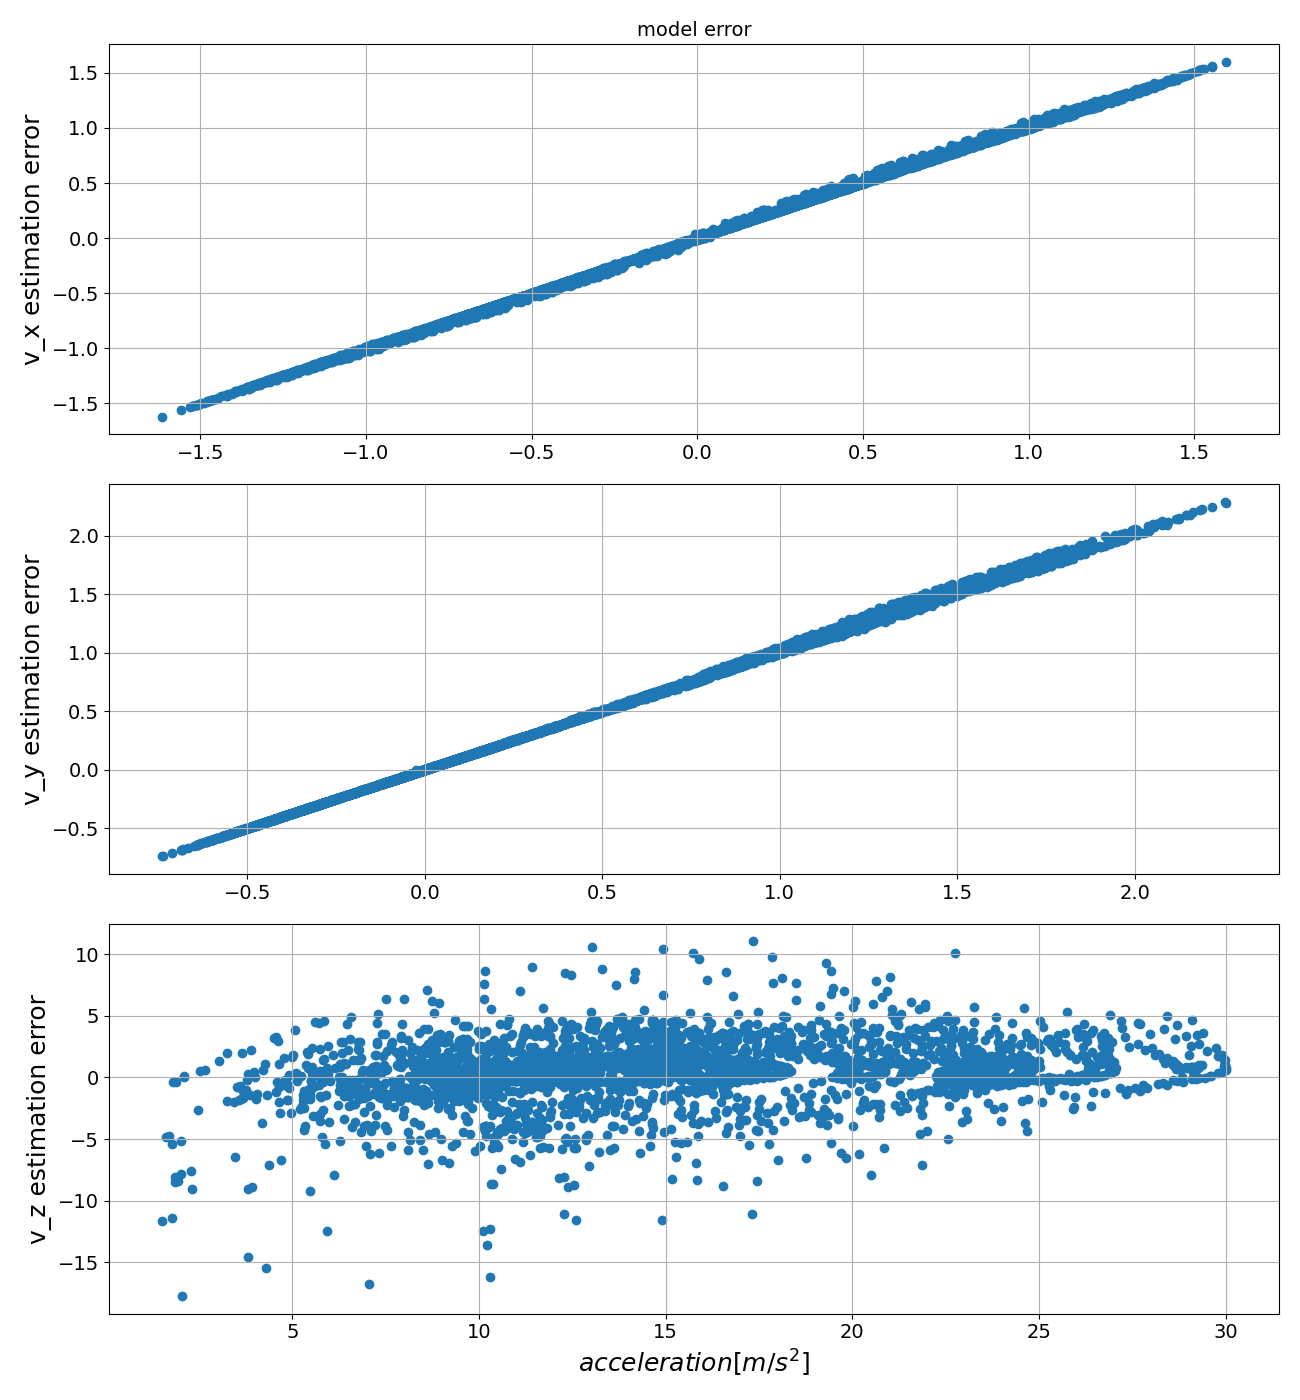 model error
v_x estimation error
1.5
1.0
0.5
0.0
−0.5
−1.0
−1.5
−1.5 −1.0 −0.5 0.0 0.5 1.0 1.5
v_y estimation error
2.0
1.5
1.0
0.5
0.0
−0.5
−0.5 0.0 0.5 1.0 1.5 2.0
v_z estimation error
10
5
0
−5
−10
−15
5 10 15 20 25 30
acceleration[m/s²]